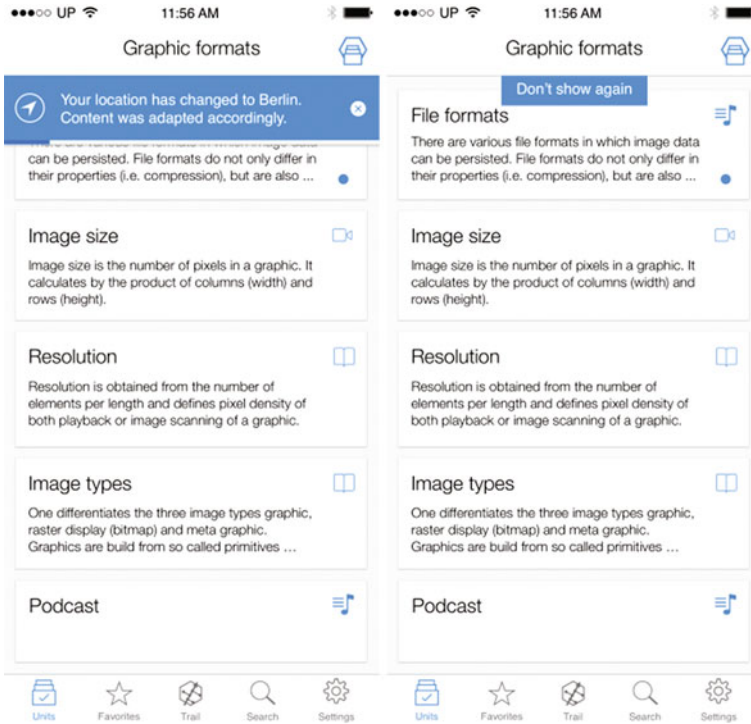 UP 11:56 AM
Graphic formats
Your location has changed to Berlin.
Content was adapted accordingly.
can be persisted. File formats do not only differ in
their properties (i.e. compression), but are also ...
Image size
Image size is the number of pixels in a graphic. It
calculates by the product of columns (width) and
rows (height).
Resolution
Resolution is obtained from the number of
elements per length and defines pixel density of
both playback or image scanning of a graphic.
Image types
One differentiates the three image types graphic,
raster display (bitmap) and meta graphic.
Graphics are build from so called primitives ...
Podcast
Units Favorites Trail Search Settings
UP 11:56 AM
Graphic formats
Don't show again
File formats
There are various file formats in which image data
can be persisted. File formats do not only differ in
their properties (i.e. compression), but are also ...
Image size
Image size is the number of pixels in a graphic. It
calculates by the product of columns (width) and
rows (height).
Resolution
Resolution is obtained from the number of
elements per length and defines pixel density of
both playback or image scanning of a graphic.
Image types
One differentiates the three image types graphic,
raster display (bitmap) and meta graphic.
Graphics are build from so called primitives ...
Podcast
Units Favorites Trail Search Settings